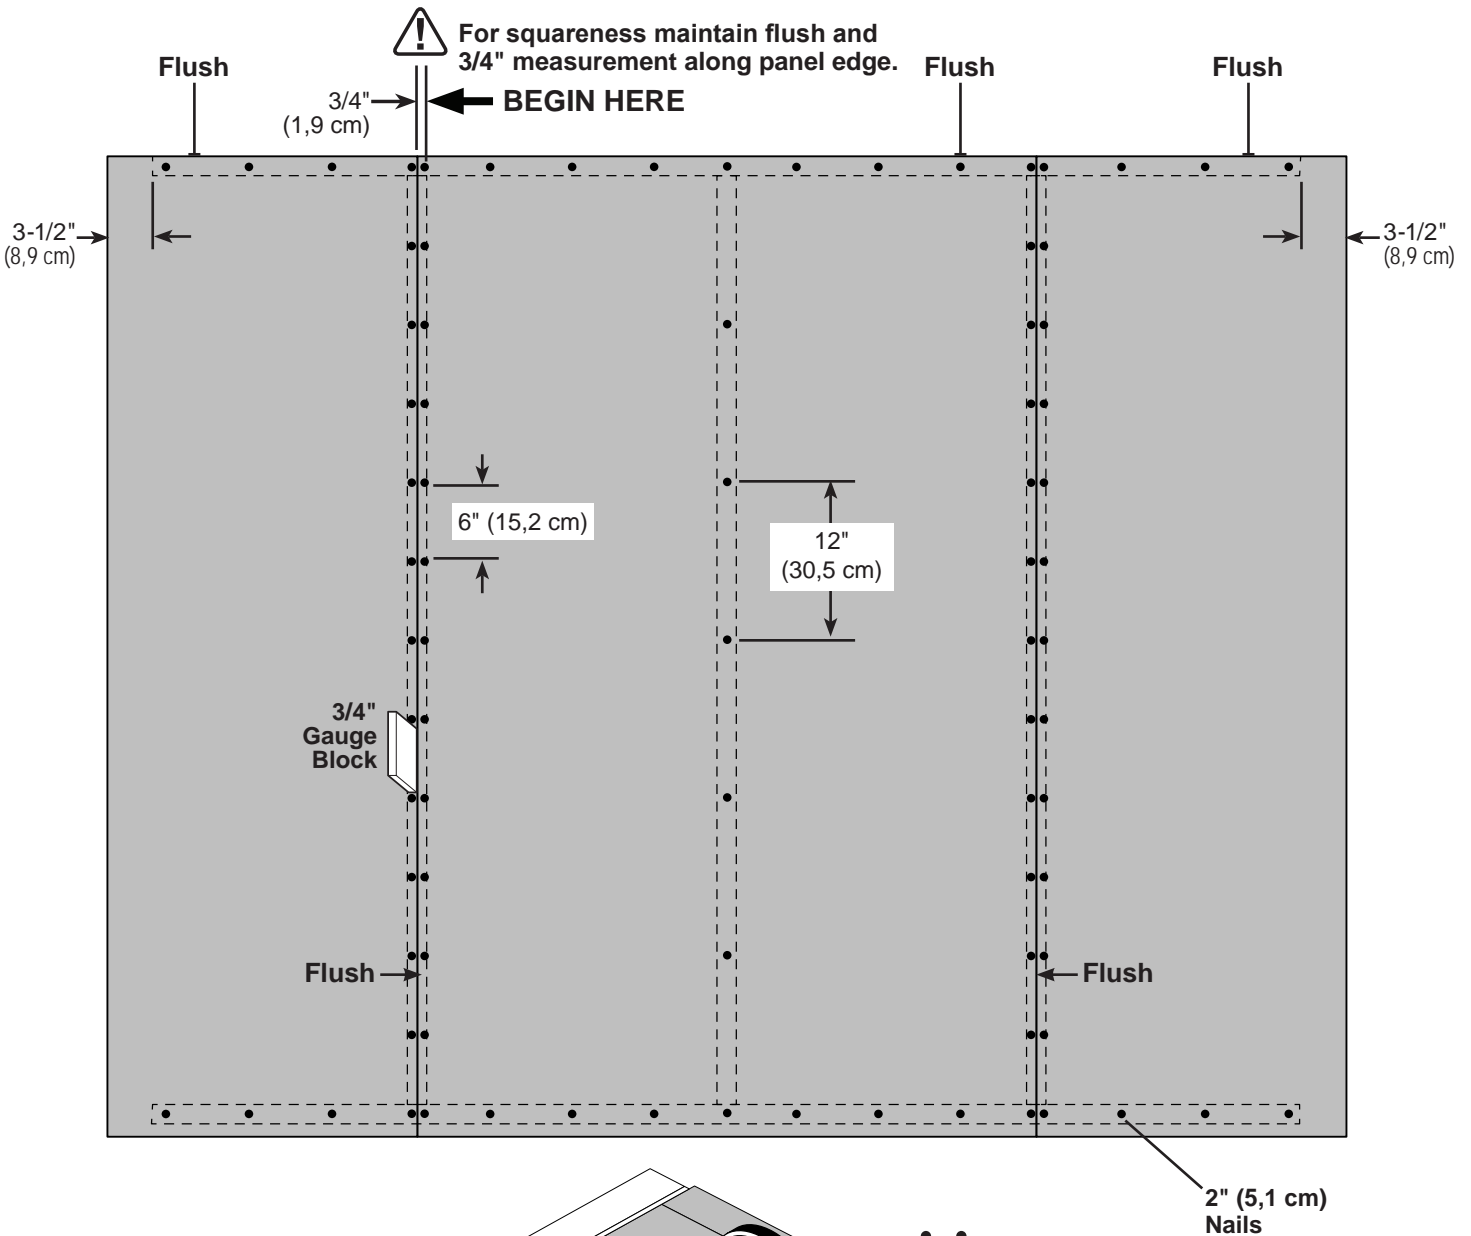 For squareness maintain flush and
3/4" measurement along panel edge.
Flush
Flush
Flush
3/4"
(1,9 cm)
BEGIN HERE
3-1/2"
(8,9 cm)
3-1/2"
(8,9 cm)
6" (15,2 cm)
12"
(30,5 cm)
3/4"
Gauge
Block
Flush
Flush
2" (5,1 cm)
Nails